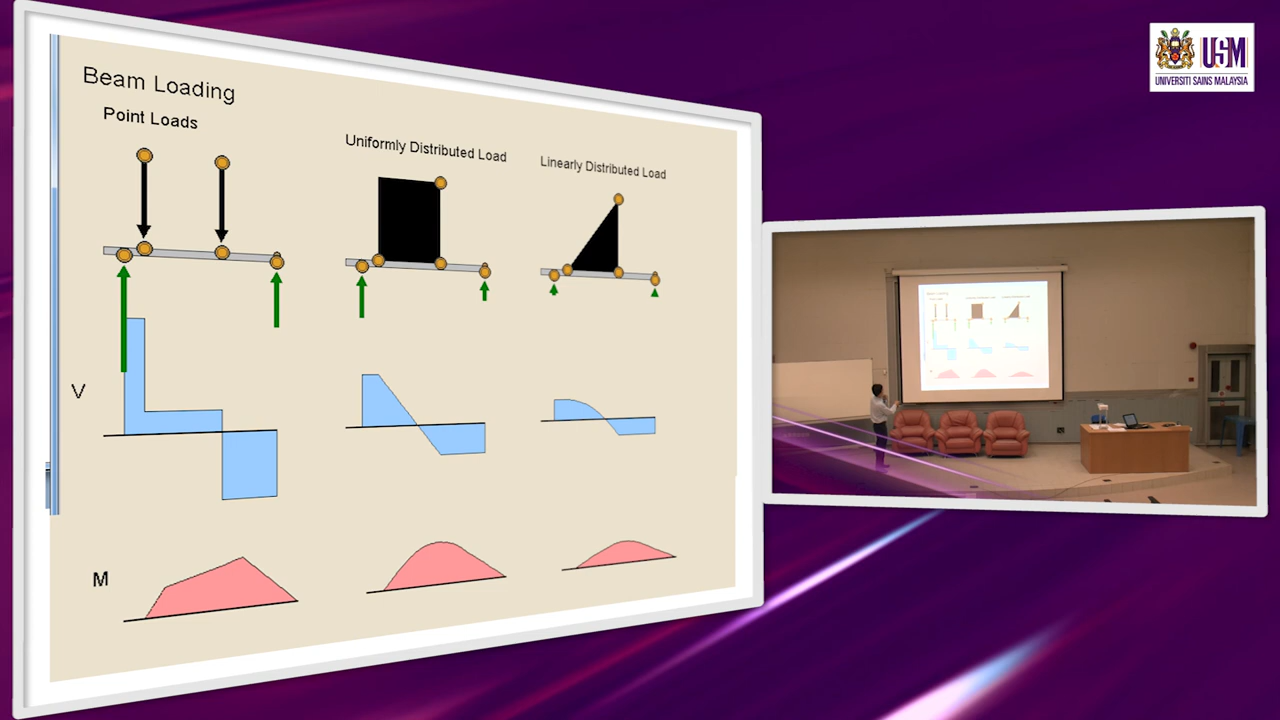 Beam Loading
Point Loads
Uniformly Distributed Load
Linearly Distributed Load
V
M
USM
UNIVERSITI SAINS MALAYSIA